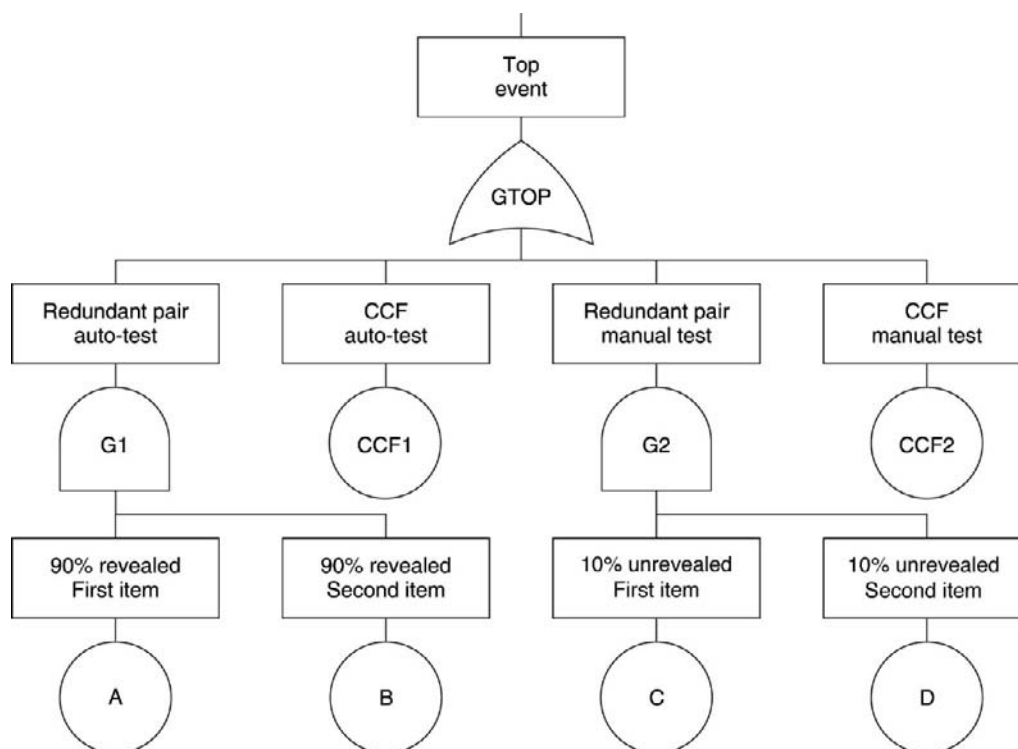 Top
event
GTOP
Redundant pair
auto-test
CCF
auto-test
Redundant pair
manual test
CCF
manual test
G1
CCF1
G2
CCF2
90% revealed
First item
90% revealed
Second item
10% unrevealed
First item
10% unrevealed
Second item
A
B
C
D